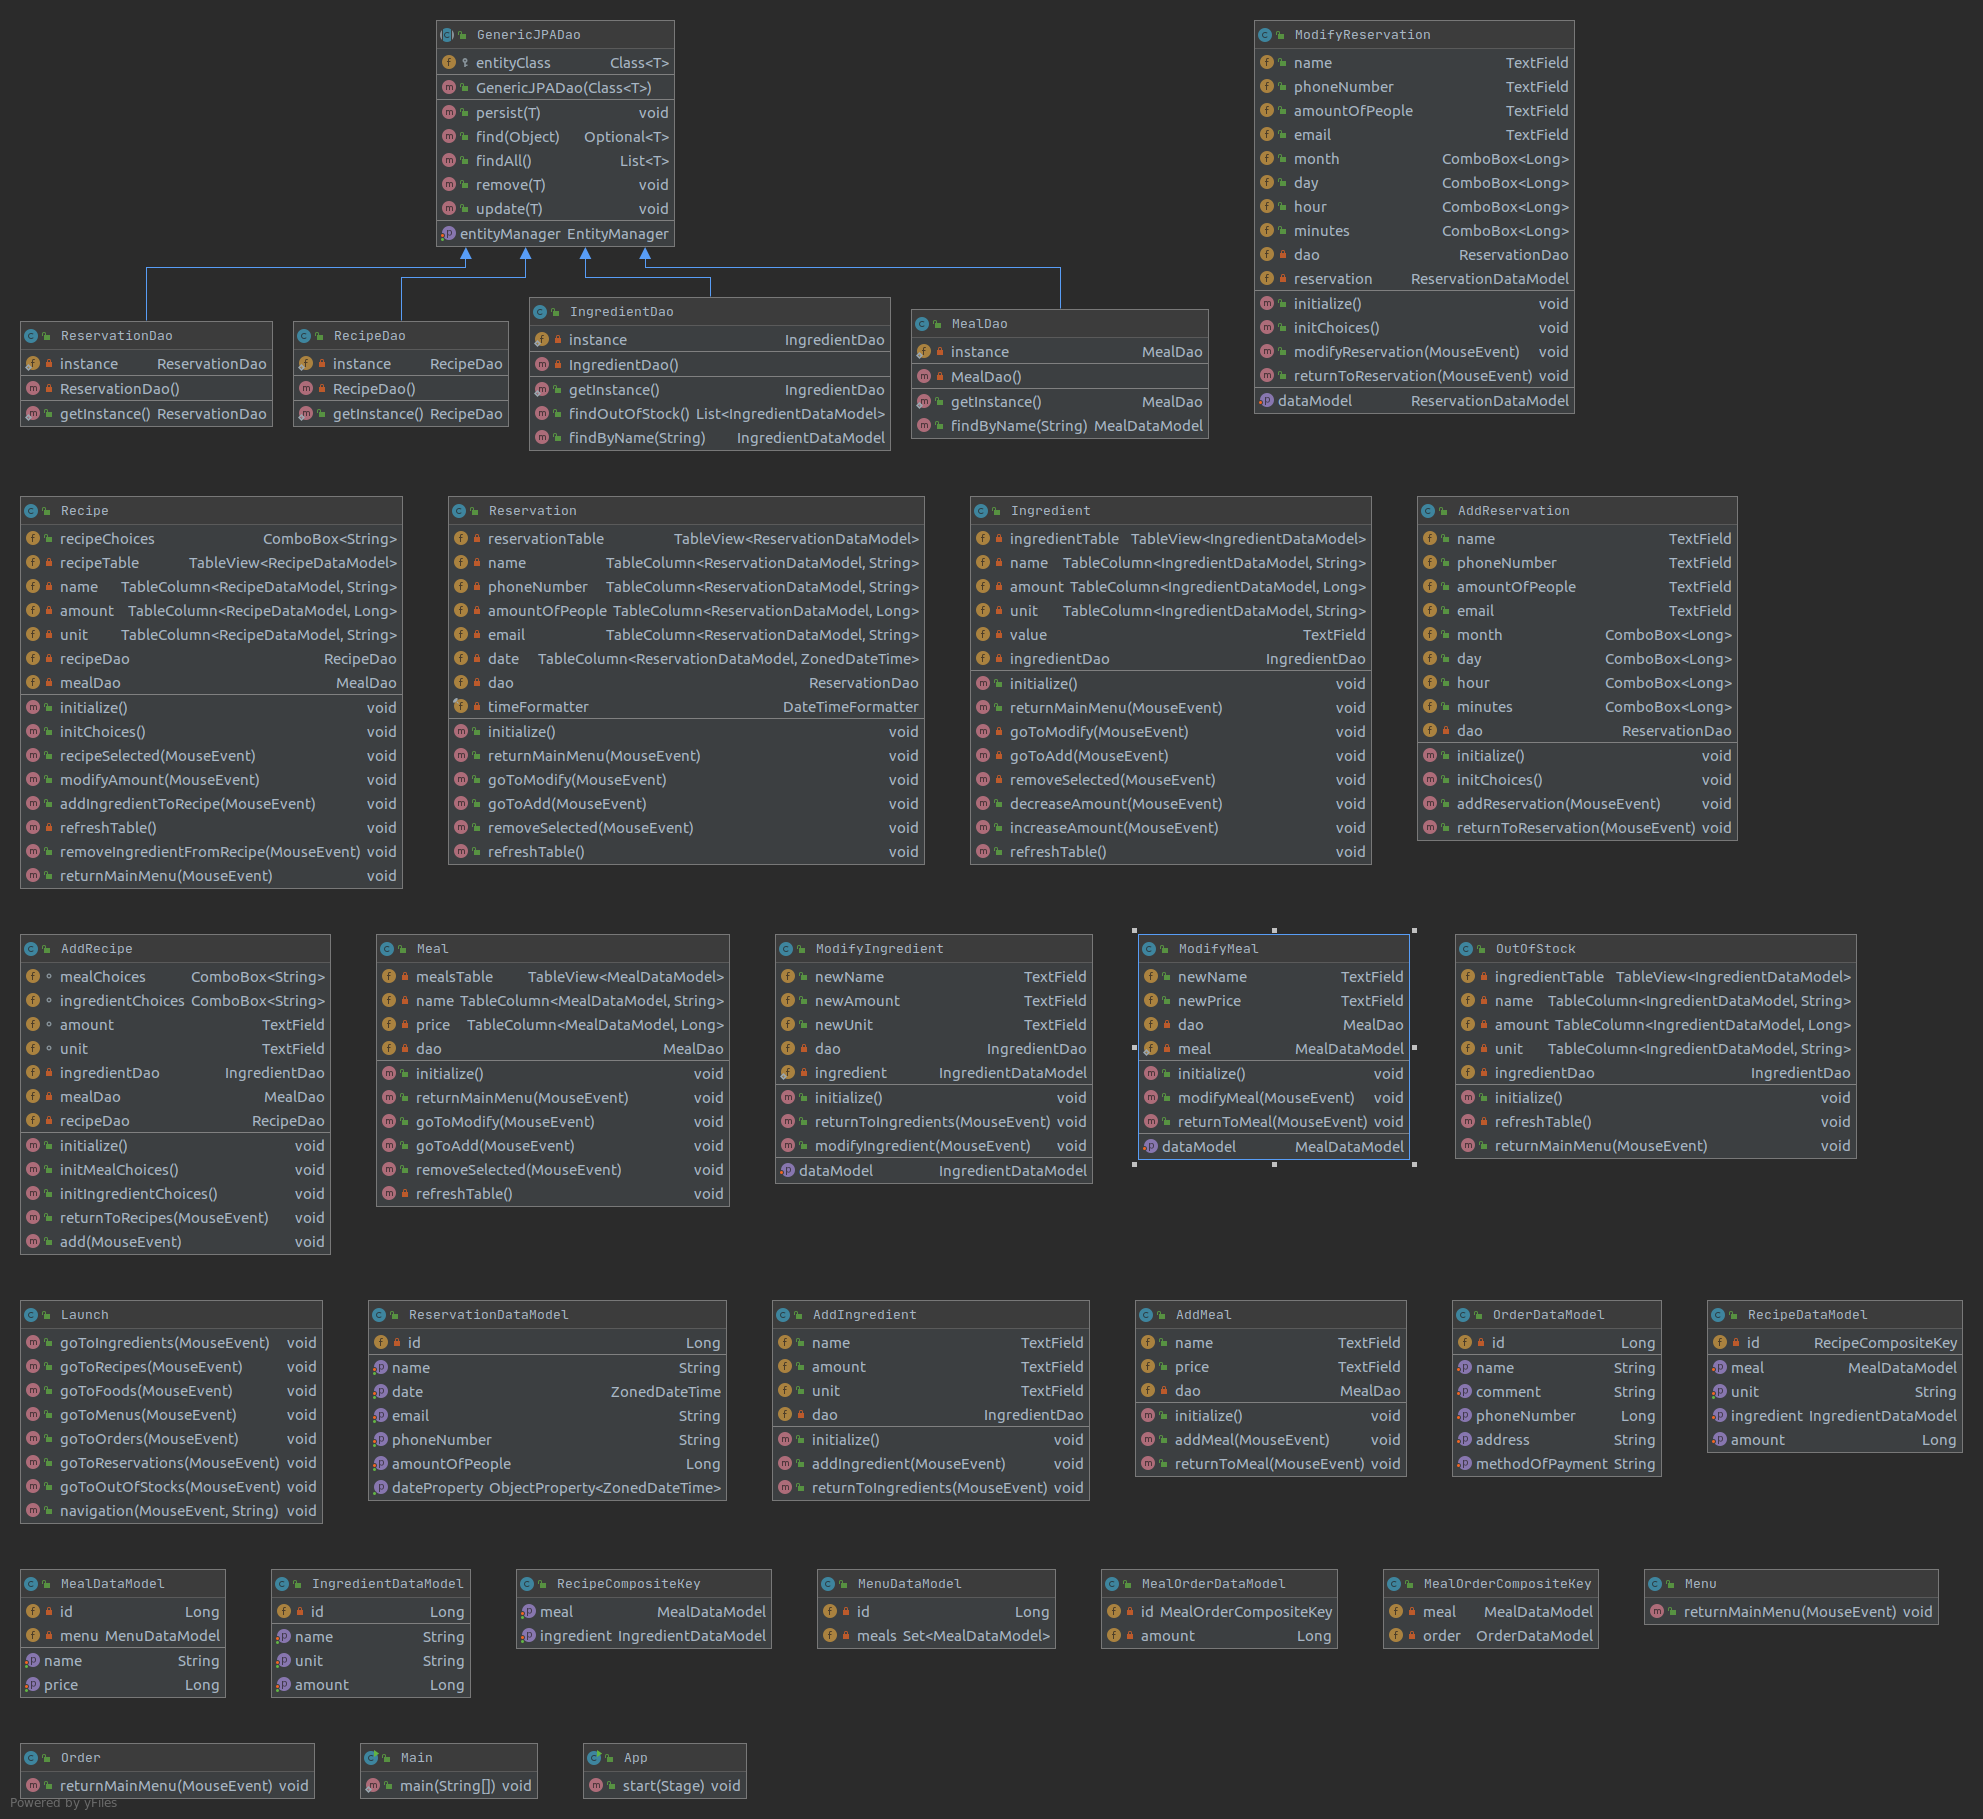 GenericJPADao
entityClass Class<T>
GenericJPADao(Class<T>)
persist(T) void
find(Object) Optional<T>
findAll() List<T>
remove(T) void
update(T) void
entityManager EntityManager
ModifyReservation
name TextField
phoneNumber TextField
amountOfPeople TextField
email TextField
month ComboBox<Long>
day ComboBox<Long>
hour ComboBox<Long>
minutes ComboBox<Long>
dao ReservationDao
reservation ReservationDataModel
initialize() void
initChoices() void
modifyReservation(MouseEvent) void
returnToReservation(MouseEvent) void
dataModel ReservationDataModel
ReservationDao
instance ReservationDao
ReservationDao()
getInstance() ReservationDao
RecipeDao
instance RecipeDao
RecipeDao()
getInstance() RecipeDao
IngredientDao
instance IngredientDao
IngredientDao()
getInstance() IngredientDao
findOutOfStock() List<IngredientDataModel>
findByName(String) IngredientDataModel
MealDao
instance MealDao
MealDao()
getInstance() MealDao
findByName(String) MealDataModel
Recipe
recipeChoices ComboBox<String>
recipeTable TableView<RecipeDataModel>
name TableColumn<RecipeDataModel, String>
amount TableColumn<RecipeDataModel, Long>
unit TableColumn<RecipeDataModel, String>
recipeDao RecipeDao
mealDao MealDao
initialize() void
initChoices() void
recipeSelected(MouseEvent) void
modifyAmount(MouseEvent) void
addIngredientToRecipe(MouseEvent) void
refreshTable() void
removeIngredientFromRecipe(MouseEvent) void
returnMainMenu(MouseEvent) void
Reservation
reservationTable TableView<ReservationDataModel>
name TableColumn<ReservationDataModel, String>
phoneNumber TableColumn<ReservationDataModel, String>
amountOfPeople TableColumn<ReservationDataModel, Long>
email TableColumn<ReservationDataModel, String>
date TableColumn<ReservationDataModel, ZonedDateTime>
dao ReservationDao
timeFormatter DateTimeFormatter
initialize() void
returnMainMenu(MouseEvent) void
goToModify(MouseEvent) void
goToAdd(MouseEvent) void
removeSelected(MouseEvent) void
refreshTable() void
Ingredient
ingredientTable TableView<IngredientDataModel>
name TableColumn<IngredientDataModel, String>
amount TableColumn<IngredientDataModel, Long>
unit TableColumn<IngredientDataModel, String>
value TextField
ingredientDao IngredientDao
initialize() void
returnMainMenu(MouseEvent) void
goToModify(MouseEvent) void
goToAdd(MouseEvent) void
removeSelected(MouseEvent) void
decreaseAmount(MouseEvent) void
increaseAmount(MouseEvent) void
refreshTable() void
AddReservation
name TextField
phoneNumber TextField
amountOfPeople TextField
email TextField
month ComboBox<Long>
day ComboBox<Long>
hour ComboBox<Long>
minutes ComboBox<Long>
dao ReservationDao
initialize() void
initChoices() void
addReservation(MouseEvent) void
returnToReservation(MouseEvent) void
AddRecipe
mealChoices ComboBox<String>
ingredientChoices ComboBox<String>
amount TextField
unit TextField
ingredientDao IngredientDao
mealDao MealDao
recipeDao RecipeDao
initialize() void
initMealChoices() void
initIngredientChoices() void
returnToRecipes(MouseEvent) void
add(MouseEvent) void
Meal
mealsTable TableView<MealDataModel>
name TableColumn<MealDataModel, String>
price TableColumn<MealDataModel, Long>
dao MealDao
initialize() void
returnMainMenu(MouseEvent) void
goToModify(MouseEvent) void
goToAdd(MouseEvent) void
removeSelected(MouseEvent) void
refreshTable() void
ModifyIngredient
newName TextField
newAmount TextField
newUnit TextField
dao IngredientDao
ingredient IngredientDataModel
initialize() void
returnToIngredients(MouseEvent) void
modifyIngredient(MouseEvent) void
dataModel IngredientDataModel
ModifyMeal
newName TextField
newPrice TextField
dao MealDao
meal MealDataModel
initialize() void
modifyMeal(MouseEvent) void
returnToMeal(MouseEvent) void
dataModel MealDataModel
OutOfStock
ingredientTable TableView<IngredientDataModel>
name TableColumn<IngredientDataModel, String>
amount TableColumn<IngredientDataModel, Long>
unit TableColumn<IngredientDataModel, String>
ingredientDao IngredientDao
initialize() void
refreshTable() void
returnMainMenu(MouseEvent) void
Launch
goToIngredients(MouseEvent) void
goToRecipes(MouseEvent) void
goToFoods(MouseEvent) void
goToMenus(MouseEvent) void
goToOrders(MouseEvent) void
goToReservations(MouseEvent) void
goToOutOfStocks(MouseEvent) void
navigation(MouseEvent, String) void
ReservationDataModel
id Long
name String
date ZonedDateTime
email String
phoneNumber String
amountOfPeople Long
dateProperty ObjectProperty<ZonedDateTime>
AddIngredient
name TextField
amount TextField
unit TextField
dao IngredientDao
initialize() void
addIngredient(MouseEvent) void
returnToIngredients(MouseEvent) void
AddMeal
name TextField
price TextField
dao MealDao
initialize() void
addMeal(MouseEvent) void
returnToMeal(MouseEvent) void
OrderDataModel
id Long
name String
comment String
phoneNumber Long
address String
methodOfPayment String
RecipeDataModel
id RecipeCompositeKey
meal MealDataModel
unit String
ingredient IngredientDataModel
amount Long
MealDataModel
id Long
menu MenuDataModel
name String
price Long
IngredientDataModel
id Long
name String
unit String
amount Long
RecipeCompositeKey
meal MealDataModel
ingredient IngredientDataModel
MenuDataModel
id Long
meals Set<MealDataModel>
MealOrderDataModel
id MealOrderCompositeKey
amount Long
MealOrderCompositeKey
meal MealDataModel
order OrderDataModel
Menu
returnMainMenu(MouseEvent) void
Order
returnMainMenu(MouseEvent) void
Main
main(String[]) void
App
start(Stage) void
Powered by yFiles